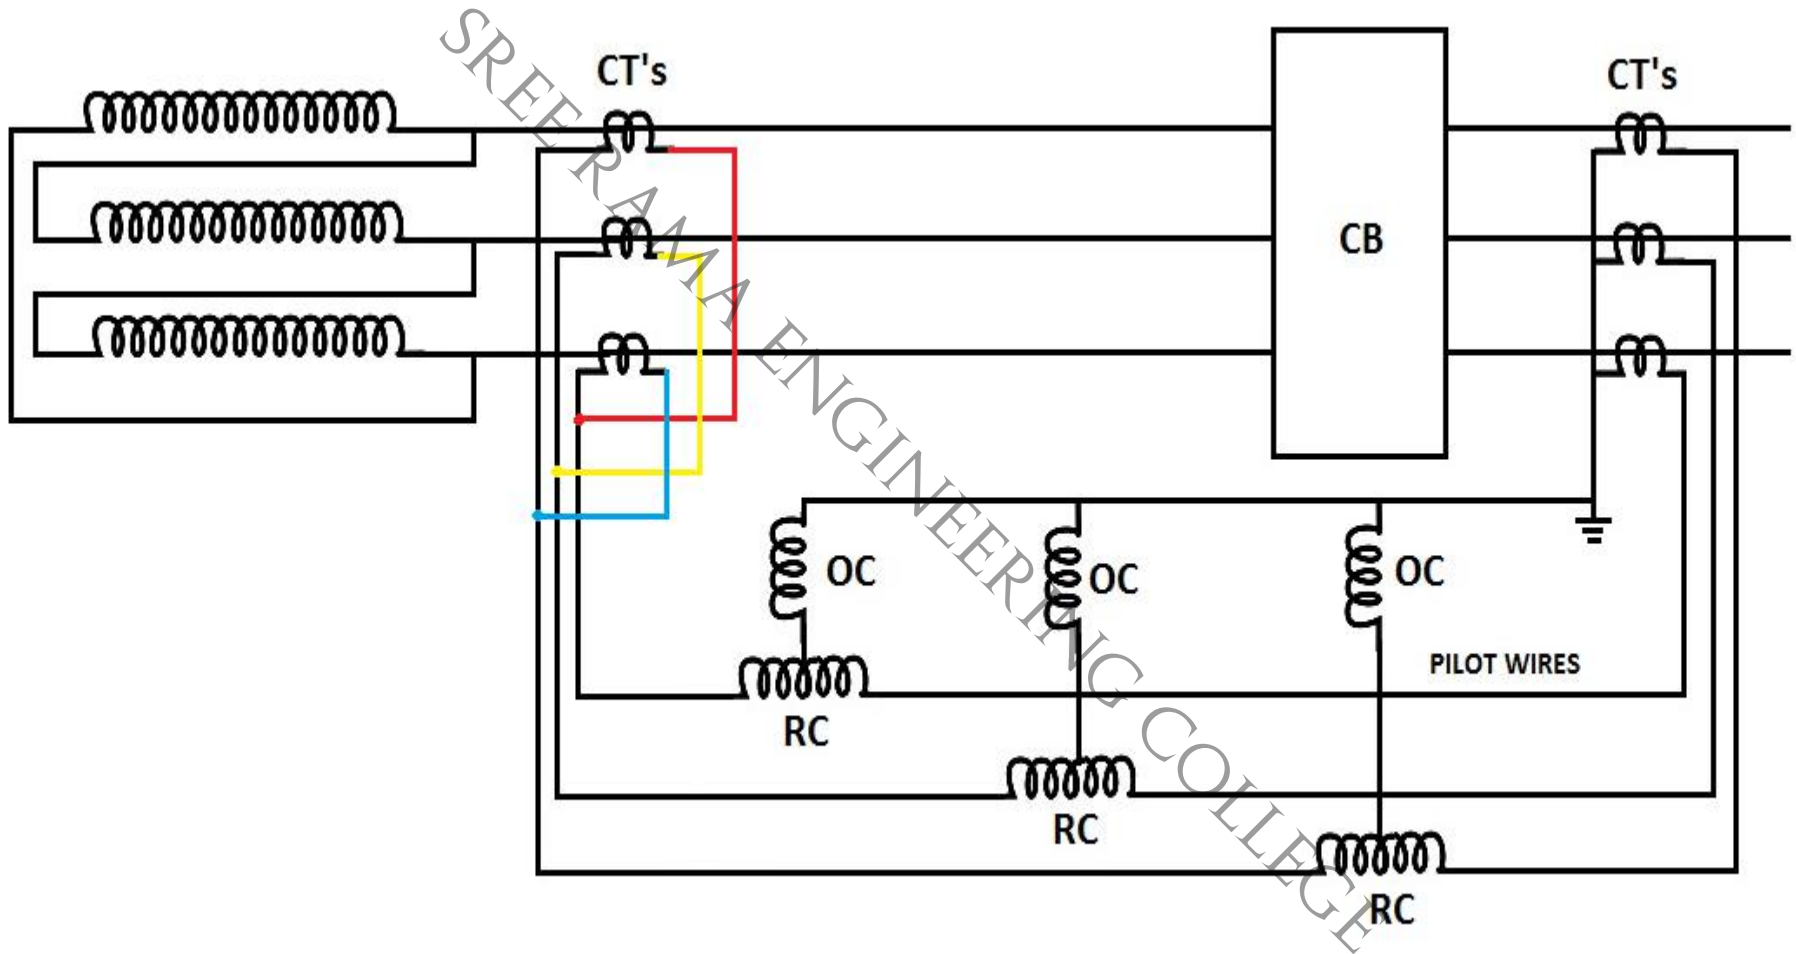 CT's
CT's
CB
OC
OC
OC
PILOT WIRES
RC
RC
RC
SREE RAMA ENGINEERING COLLEGE